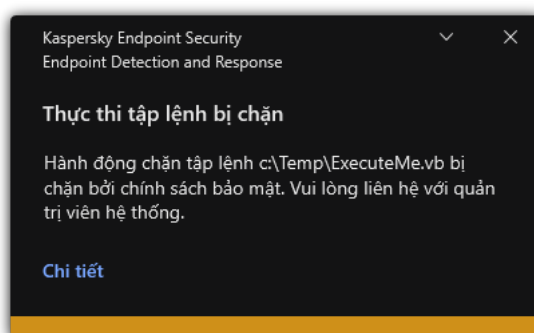 Kaspersky Endpoint Security
Endpoint Detection and Response
Thực thi tập lệnh bị chặn
Hành động chặn tập lệnh c:\Temp\ExecuteMe.vb bị
chặn bởi chính sách bảo mật. Vui lòng liên hệ với quản
trị viên hệ thống.
Chi tiết